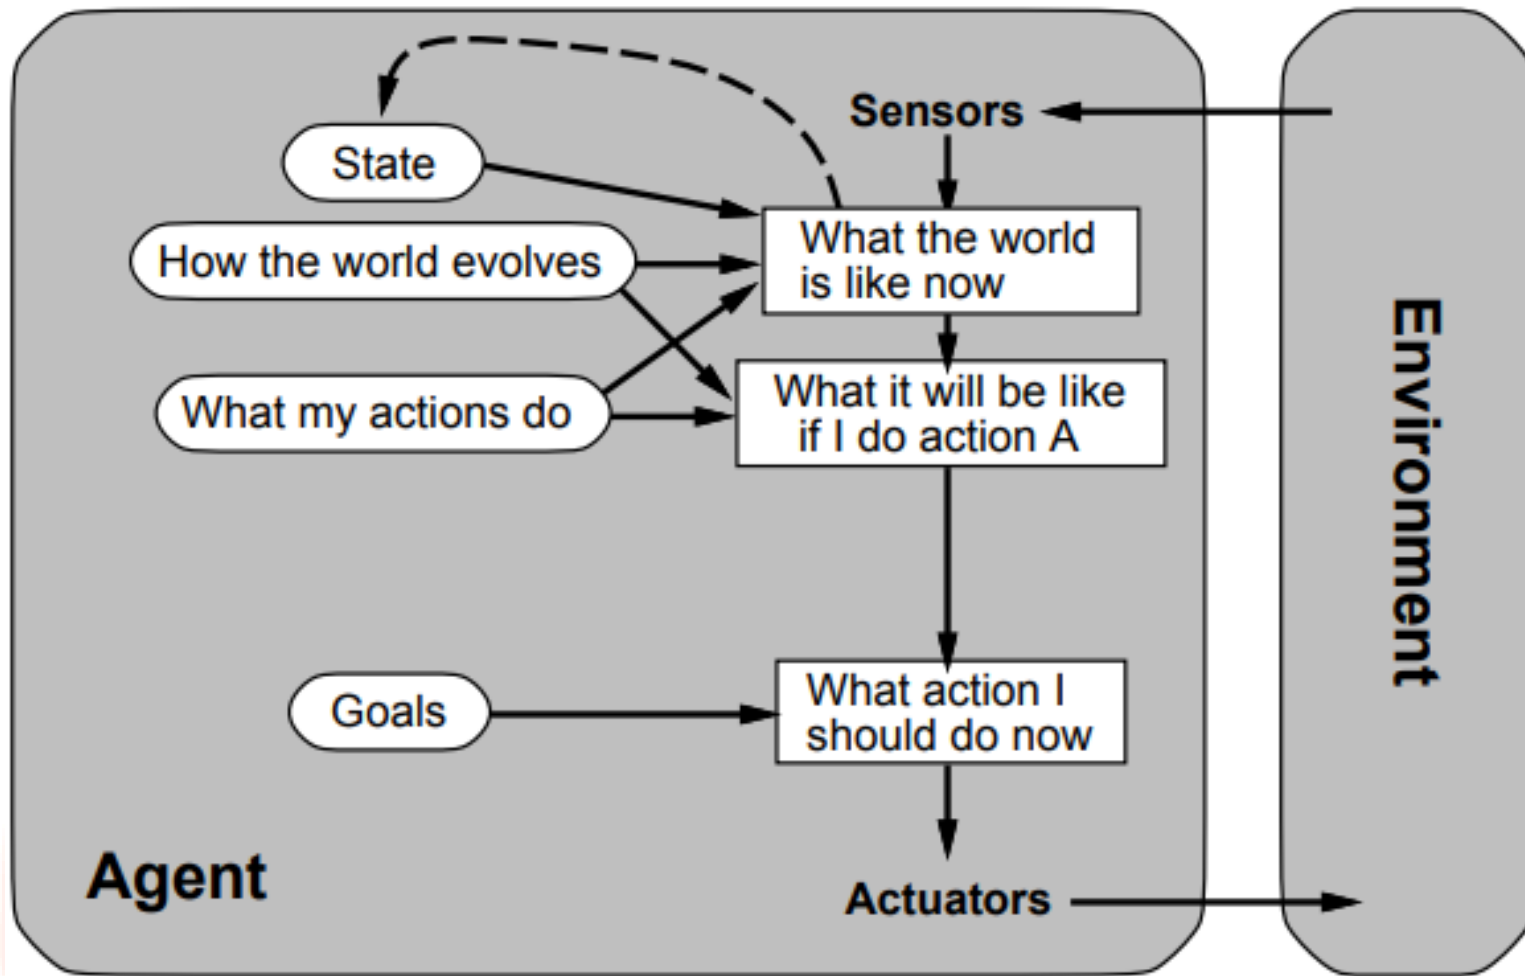 Sensors
State
What the world
is like now
How the world evolves
What my actions do
What it will be like
if I do action A
Goals
What action I
should do now
Agent
Actuators
Environment